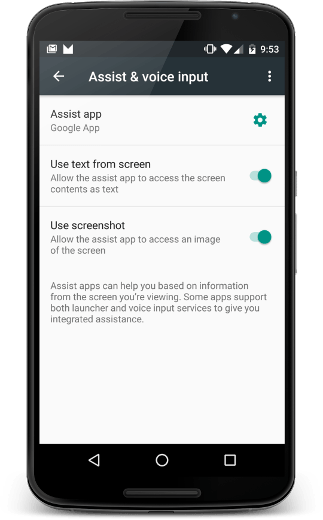 9:53
Assist & voice input
Assist app
Google App
Use text from screen
Allow the assist app to access the screen
contents as text
Use screenshot
Allow the assist app to access an image
of the screen
Assist apps can help you based on information
from the screen you're viewing. Some apps support
both launcher and voice input services to give you
integrated assistance.